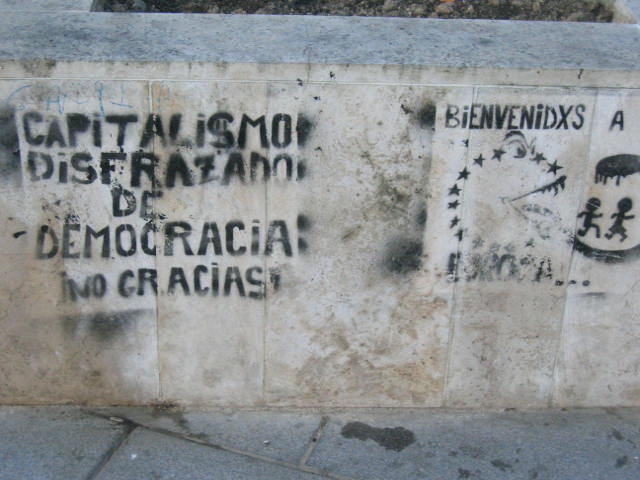 CAPITALISMO
DISFRAZADO
DE
DEMOCRACIA
¡NO GRACIAS!
BIENVENIDXS A
EUROPA...